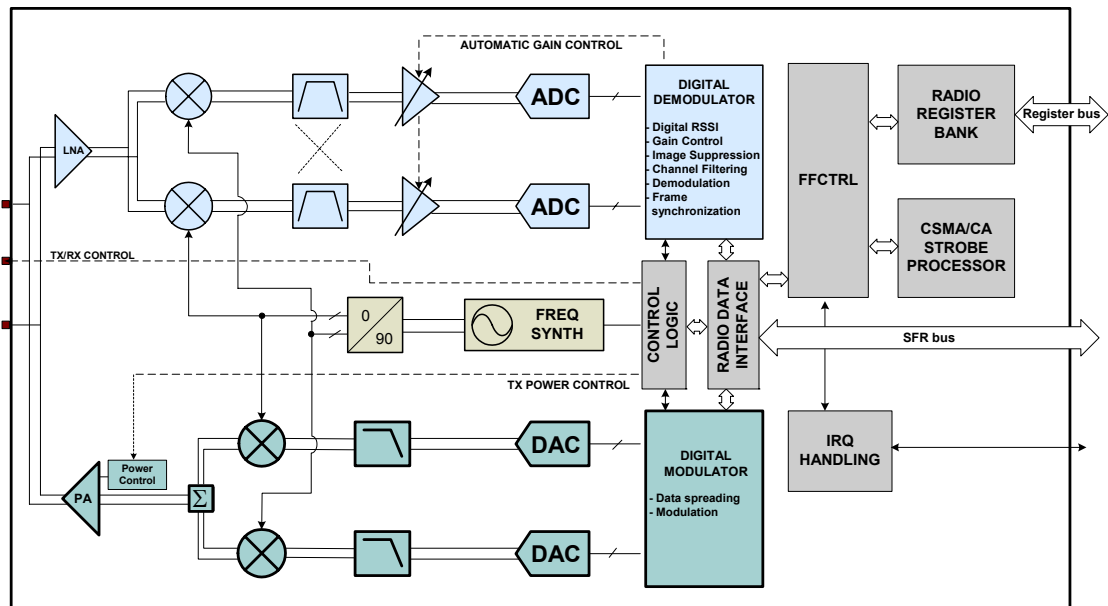 AUTOMATIC GAIN CONTROL
ADC
DIGITAL
DEMODULATOR
- Digital RSSI
- Gain Control
- Image Suppression
- Channel Filtering
- Demodulation
- Frame
synchronization
FFCTRL
RADIO
REGISTER
BANK
Register bus
LNA
ADC
CSMA/CA
STROBE
PROCESSOR
TX/RX CONTROL
0
90
FREQ
SYNTH
CONTROL
LOGIC
RADIO DATA
INTERFACE
SFR bus
TX POWER CONTROL
Power
Control
PA
Σ
DAC
DIGITAL
MODULATOR
- Data spreading
- Modulation
IRQ
HANDLING
DAC